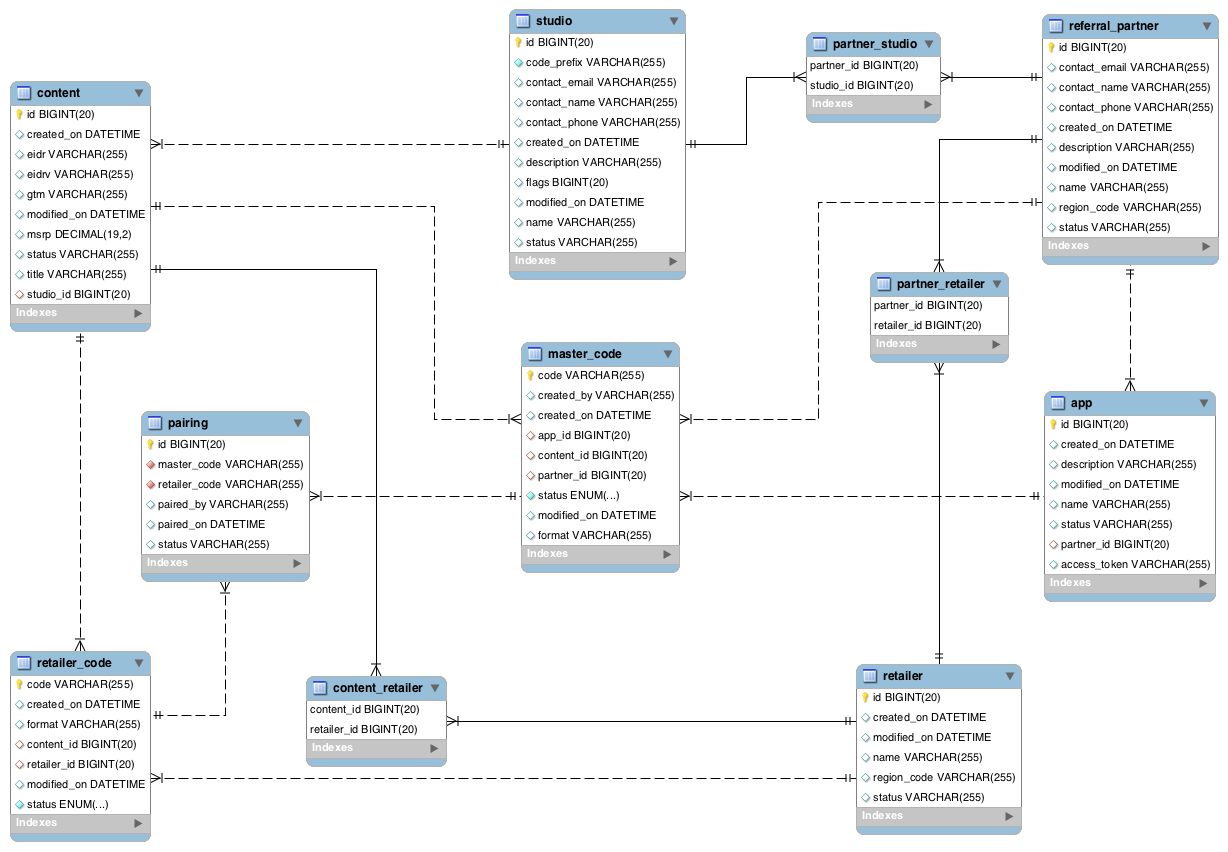 studio
id BIGINT(20)
code_prefix VARCHAR(255)
contact_email VARCHAR(255)
contact_name VARCHAR(255)
contact_phone VARCHAR(255)
created_on DATETIME
description VARCHAR(255)
flags BIGINT(20)
modified_on DATETIME
name VARCHAR(255)
status VARCHAR(255)
Indexes
partner_studio
partner_id BIGINT(20)
studio_id BIGINT(20)
Indexes
referral_partner
id BIGINT(20)
contact_email VARCHAR(255)
contact_name VARCHAR(255)
contact_phone VARCHAR(255)
created_on DATETIME
description VARCHAR(255)
modified_on DATETIME
name VARCHAR(255)
region_code VARCHAR(255)
status VARCHAR(255)
Indexes
content
id BIGINT(20)
created_on DATETIME
eidr VARCHAR(255)
eidrv VARCHAR(255)
gtm VARCHAR(255)
modified_on DATETIME
msrp DECIMAL(19,2)
status VARCHAR(255)
title VARCHAR(255)
studio_id BIGINT(20)
Indexes
partner_retailer
partner_id BIGINT(20)
retailer_id BIGINT(20)
Indexes
master_code
code VARCHAR(255)
created_by VARCHAR(255)
created_on DATETIME
app_id BIGINT(20)
content_id BIGINT(20)
partner_id BIGINT(20)
status ENUM(...)
modified_on DATETIME
format VARCHAR(255)
Indexes
app
id BIGINT(20)
created_on DATETIME
description VARCHAR(255)
modified_on DATETIME
name VARCHAR(255)
status VARCHAR(255)
partner_id BIGINT(20)
access_token VARCHAR(255)
Indexes
pairing
id BIGINT(20)
master_code VARCHAR(255)
retailer_code VARCHAR(255)
paired_by VARCHAR(255)
paired_on DATETIME
status VARCHAR(255)
Indexes
retailer_code
code VARCHAR(255)
created_on DATETIME
format VARCHAR(255)
content_id BIGINT(20)
retailer_id BIGINT(20)
modified_on DATETIME
status ENUM(...)
Indexes
content_retailer
content_id BIGINT(20)
retailer_id BIGINT(20)
Indexes
retailer
id BIGINT(20)
created_on DATETIME
modified_on DATETIME
name VARCHAR(255)
region_code VARCHAR(255)
status VARCHAR(255)
Indexes